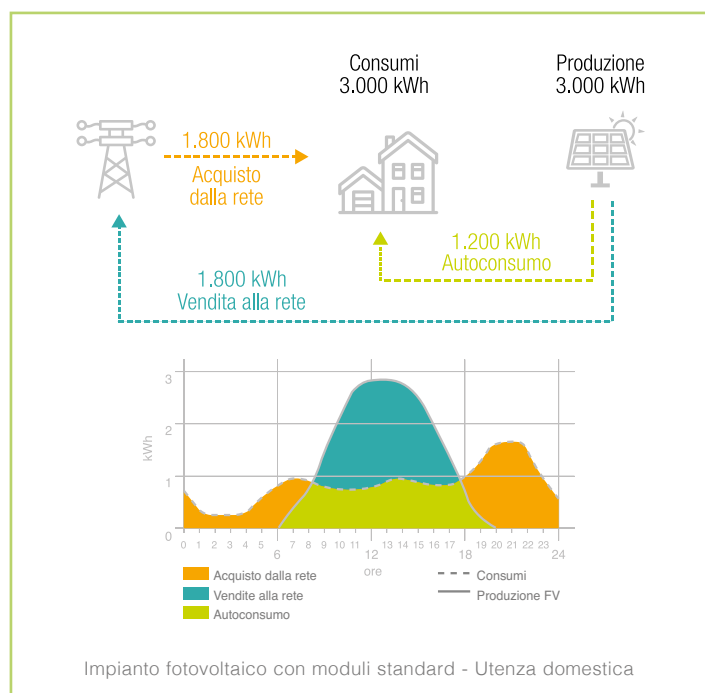 Consumi
3.000 kWh
Produzione
3.000 kWh
1.800 kWh
Acquisto
dalla rete
1.200 kWh
Autoconsumo
1.800 kWh
Vendita alla rete
3
2
1
0
kWh
0 1 2 3 4 5 6 7 8 9 10 11 12 13 14 15 16 17 18 19 20 21 22 23 24
ore
Acquisto dalla rete
Vendite alla rete
Autoconsumo
Consumi
Produzione FV
Impianto fotovoltaico con moduli standard - Utenza domestica